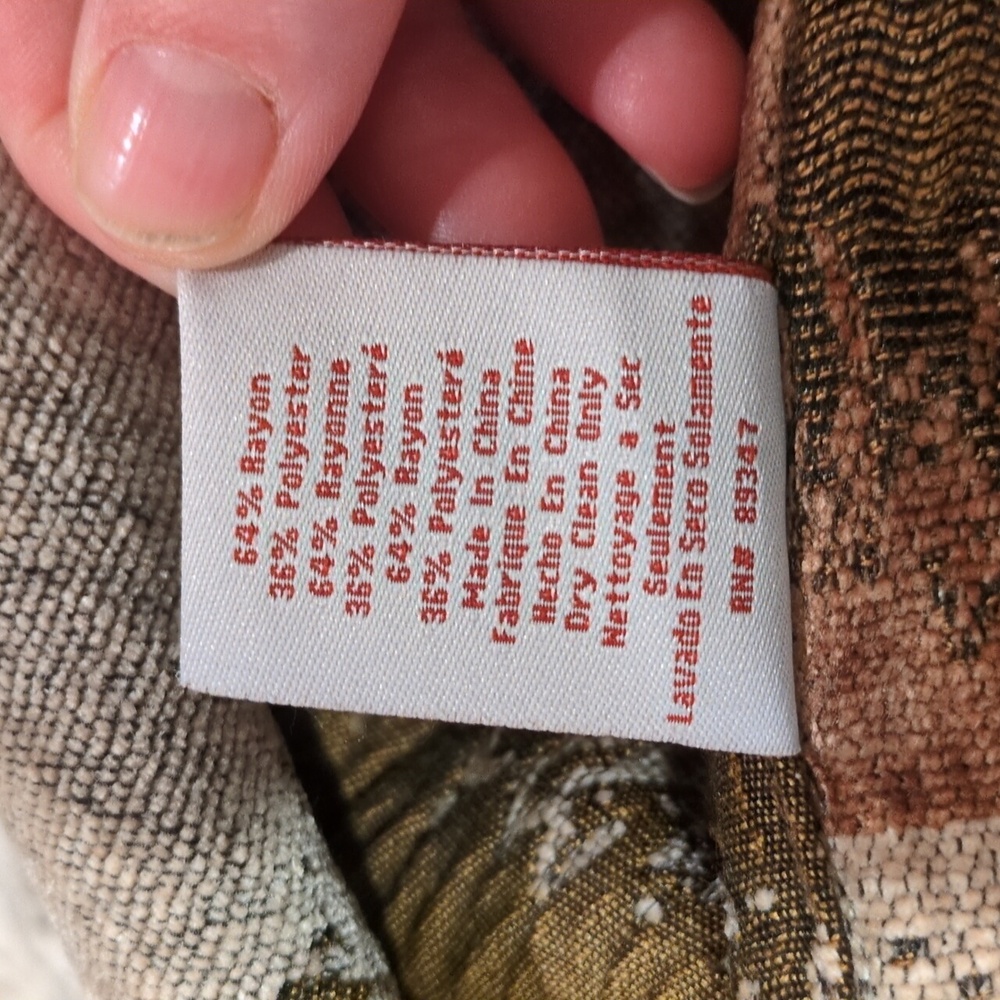 64% Rayon
36% Polyester
64% Rayonne
36% Polyesteré
64% Rayon
36% Polyesteré
Made In China
Fabrique En Chine
Hecho En China
Dry Clean Only
Nettoyage a Sec
Seulement
Lavado En Seco Solamente
RN# 89347